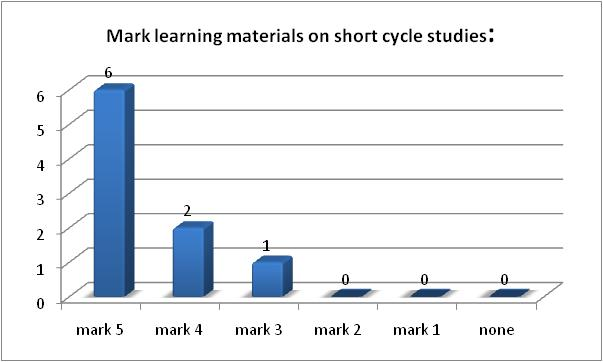 Mark learning materials on short cycle studies:
6
6
5
4
3
2
1
0
2
1
0
0
0
mark 5
mark 4
mark 3
mark 2
mark 1
none